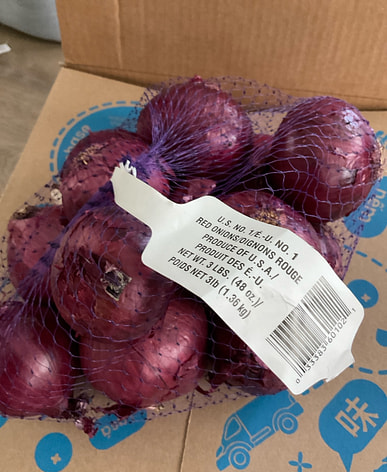 U.S. NO. 1/É.-U. NO. 1
RED ONIONS/OIGNONS ROUGE
PRODUCE OF U.S.A./
PRODUIT DES É.-U.
NET WT. 3 LBS. (48 oz.)/
POIDS NET 3lb (1.36 kg)
味